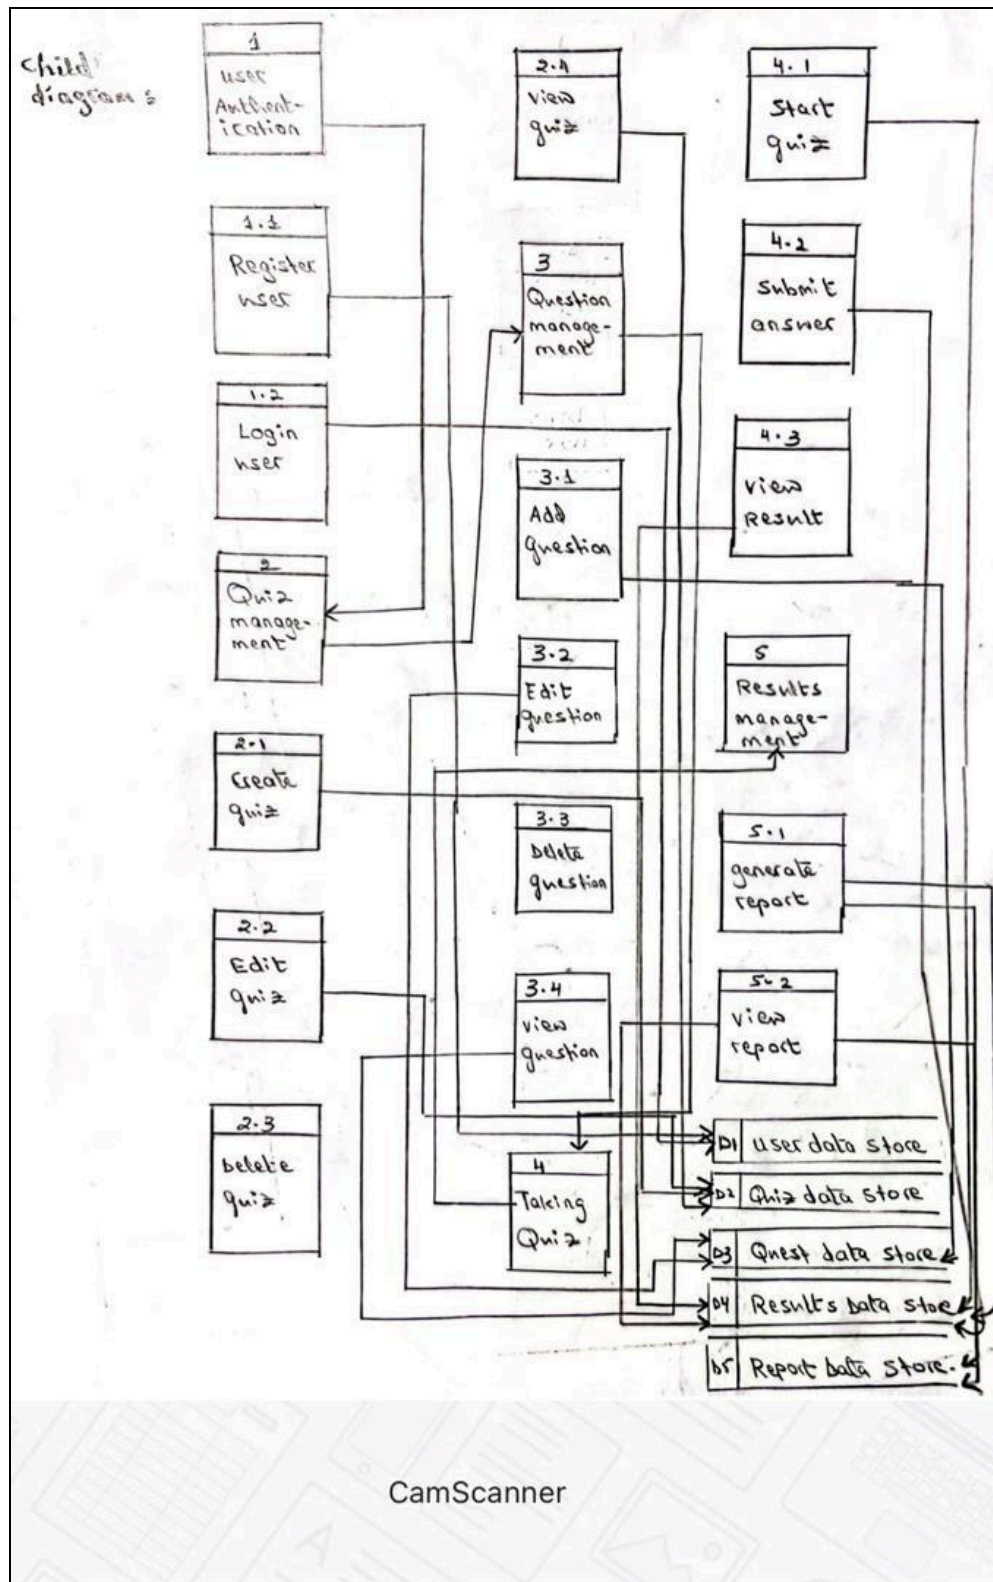 Child
diagram :
1
user
Authent-
ication
1.1
Register
user
1.2
Login
user
2
Quiz
manage-
ment
2.1
Create
quiz
2.2
Edit
quiz
2.3
Delete
quiz
2.4
View
quiz
3
Question
manage-
ment
3.1
Add
question
3.2
Edit
question
3.3
Delete
question
3.4
View
question
4
Taking
Quiz
4.1
Start
quiz
4.2
Submit
answer
4.3
View
Result
5
Results
manage-
ment
5.1
generate
report
5.2
View
report
D1 User data store
D2 Quiz data store
D3 Quest data store
D4 Results Data stoe
D5 Report Data Store.
CamScanner